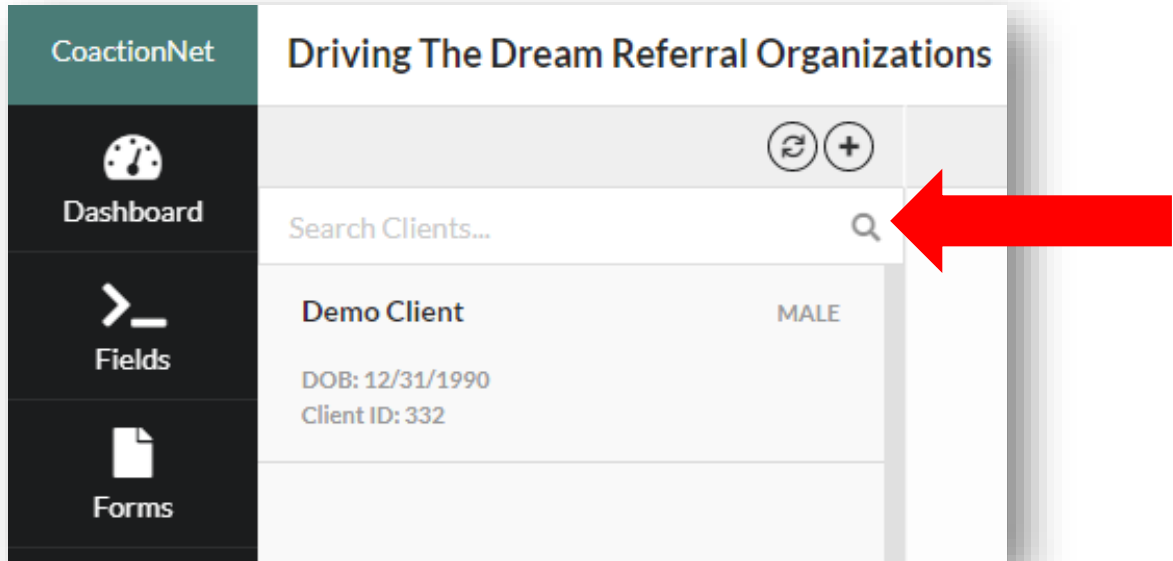 CoactionNet
Driving The Dream Referral Organizations
Dashboard
Search Clients...
Demo Client
MALE
Fields
DOB: 12/31/1990
Client ID: 332
Forms